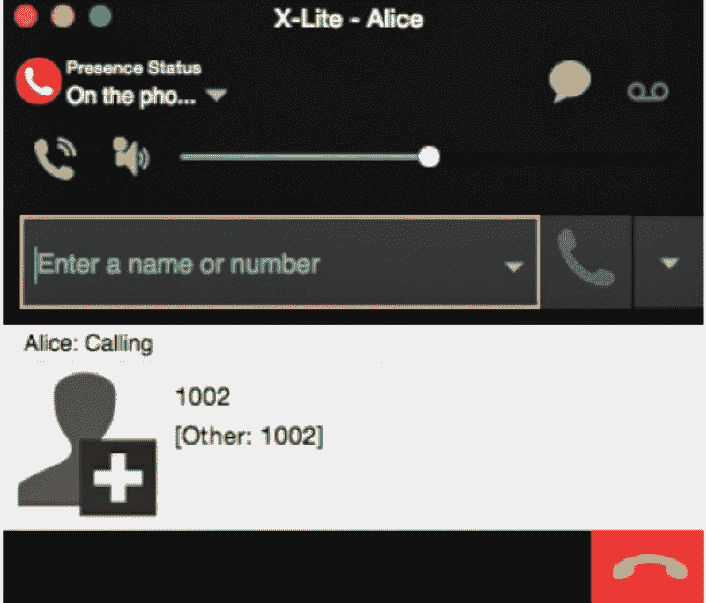 X-Lite - Alice
Presence Status
On the pho...
Enter a name or number
Alice: Calling
1002
[Other: 1002]